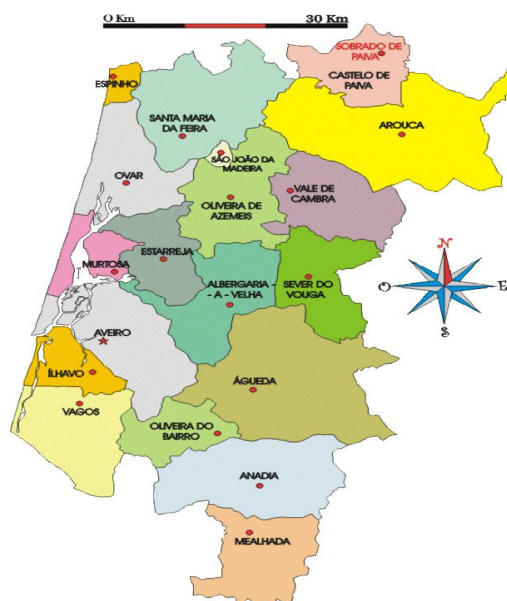 O Km 30 Km
SOBRADO DE
PAIVA
CASTELO DE
PAIVA
ESPINHO
SANTA MARIA
DA FEIRA
AROUCA
SÃO JOÃO DA
MADEIRA
OVAR
VALE DE
CAMBRA
OLIVEIRA DE
AZEMEIS
ESTARREJA
MURTOSA
ALBERGARIA -
- A - VELHA
SEVER DO
VOUGA
N
O E
S
AVEIRO
ÍLHAVO
ÁGUEDA
VAGOS
OLIVEIRA DO
BAIRRO
ANADIA
MEALHADA